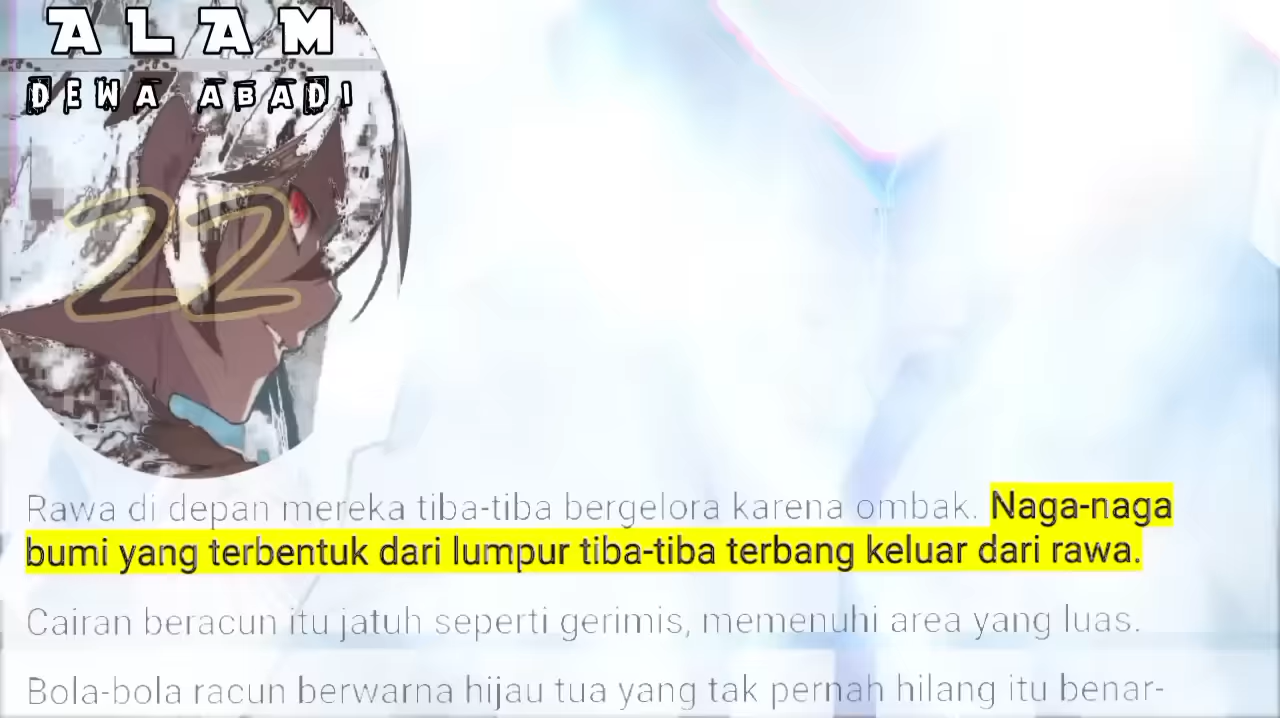 ALAM
DEWA ABADI
22
Rawa di depan mereka tiba-tiba bergelora karena ombak. Naga-naga
bumi yang terbentuk dari lumpur tiba-tiba terbang keluar dari rawa.
Cairan beracun itu jatuh seperti gerimis, memenuhi area yang luas.
Bola-bola racun berwarna hijau tua yang tak pernah hilang itu benar-